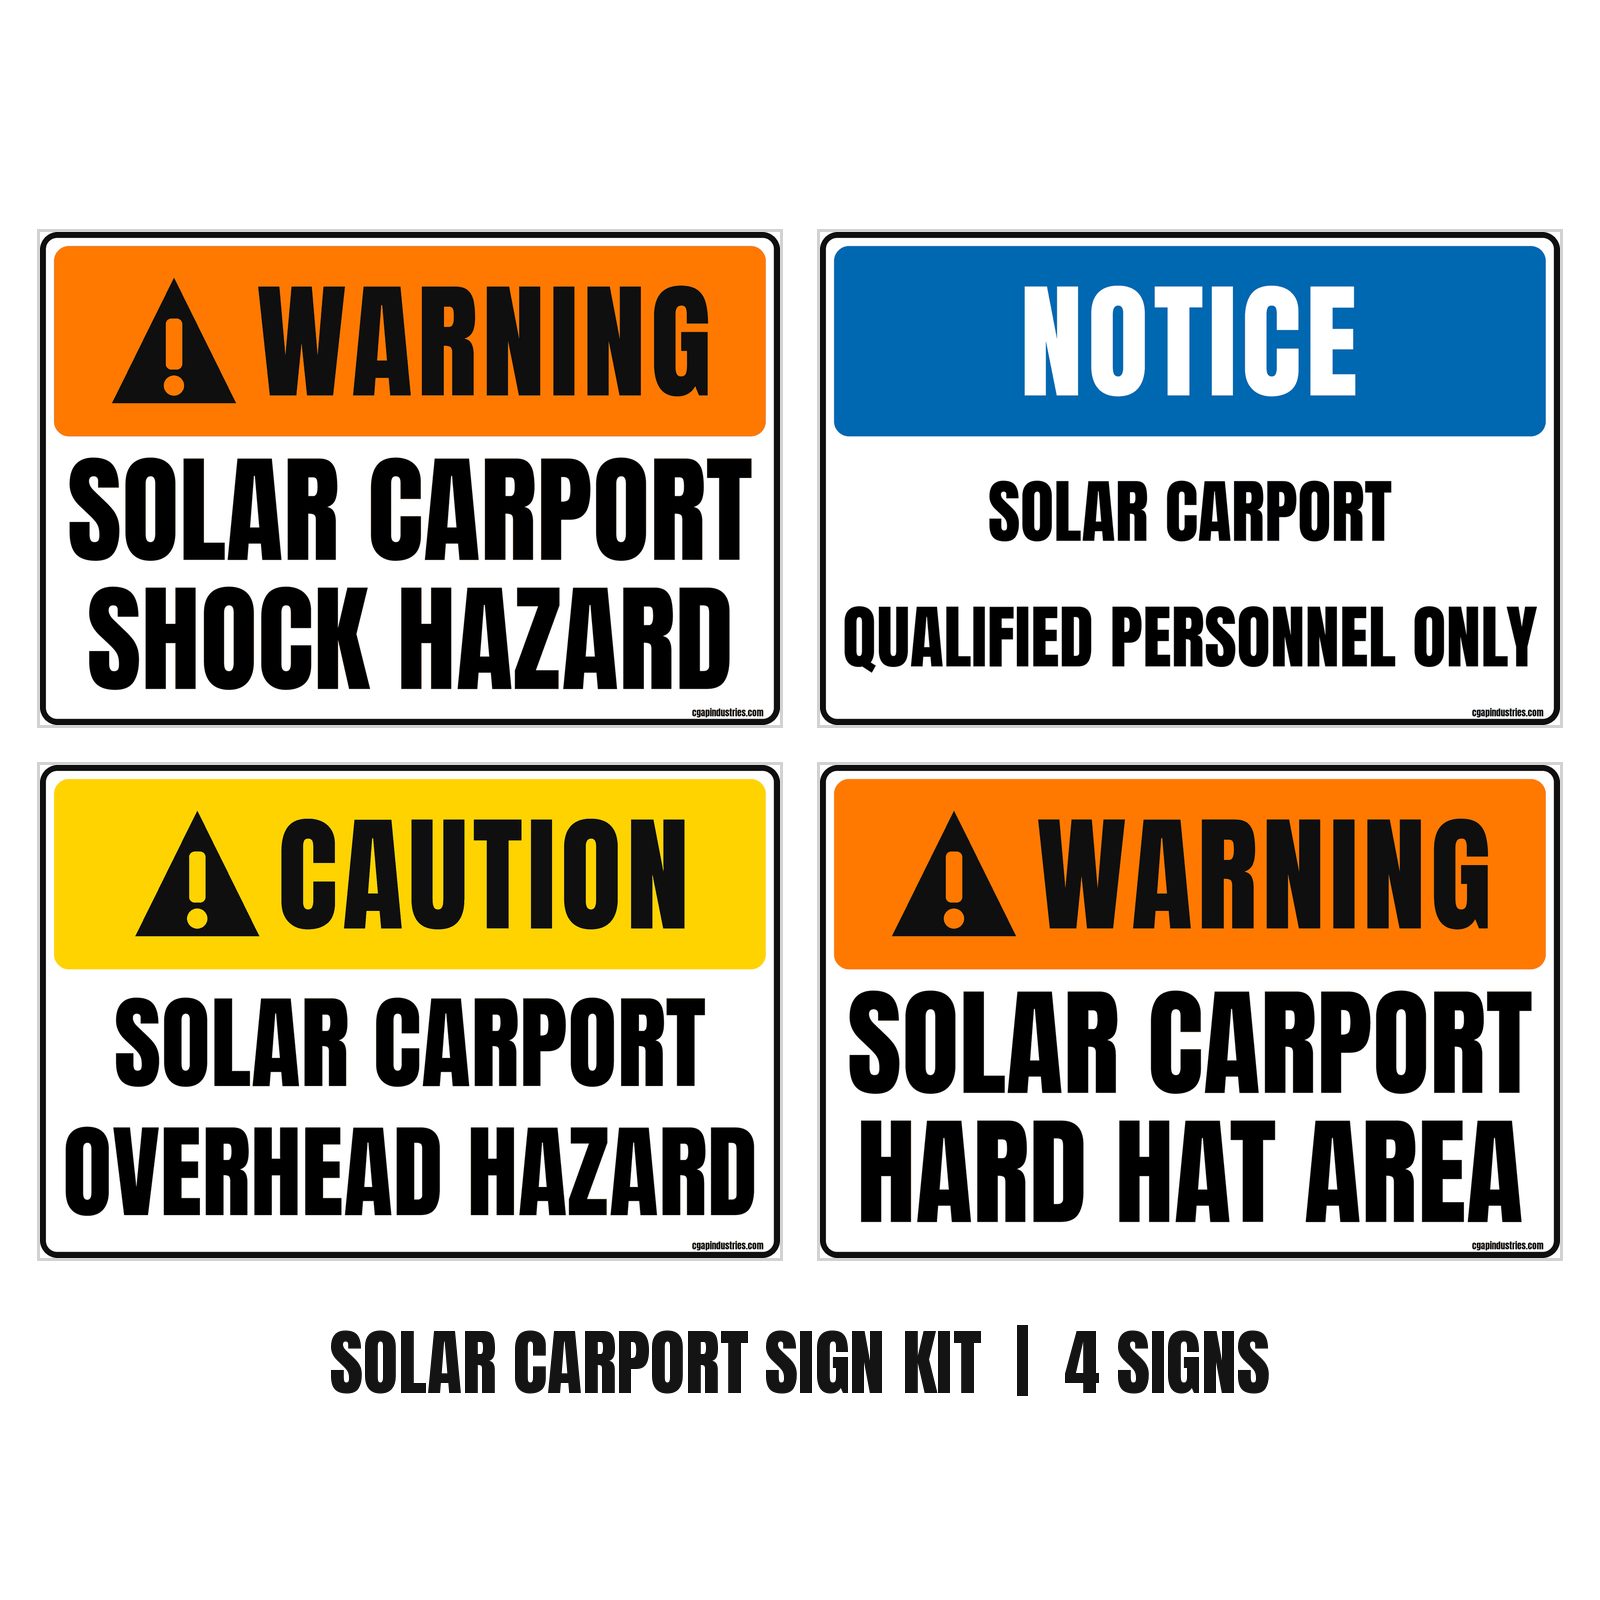 WARNING
SOLAR CARPORT
SHOCK HAZARD
cgapindustries.com
NOTICE
SOLAR CARPORT
QUALIFIED PERSONNEL ONLY
cgapindustries.com
CAUTION
SOLAR CARPORT
OVERHEAD HAZARD
cgapindustries.com
WARNING
SOLAR CARPORT
HARD HAT AREA
cgapindustries.com
SOLAR CARPORT SIGN KIT | 4 SIGNS